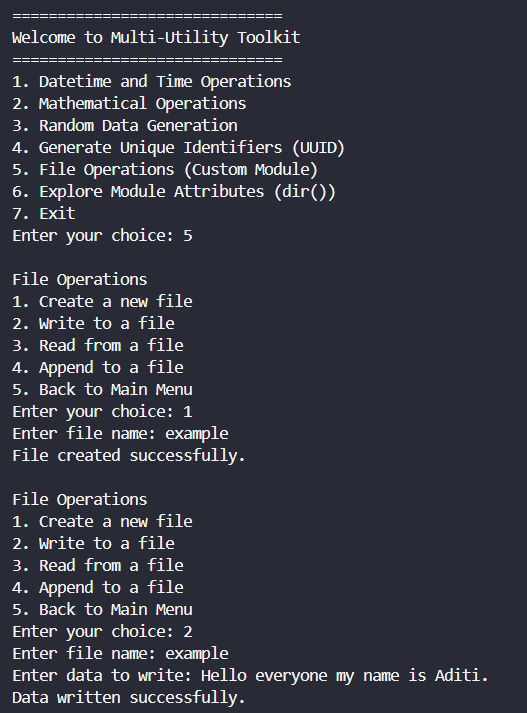 ==============================
Welcome to Multi-Utility Toolkit
==============================
1. Datetime and Time Operations
2. Mathematical Operations
3. Random Data Generation
4. Generate Unique Identifiers (UUID)
5. File Operations (Custom Module)
6. Explore Module Attributes (dir())
7. Exit
Enter your choice: 5

File Operations
1. Create a new file
2. Write to a file
3. Read from a file
4. Append to a file
5. Back to Main Menu
Enter your choice: 1
Enter file name: example
File created successfully.

File Operations
1. Create a new file
2. Write to a file
3. Read from a file
4. Append to a file
5. Back to Main Menu
Enter your choice: 2
Enter file name: example
Enter data to write: Hello everyone my name is Aditi.
Data written successfully.